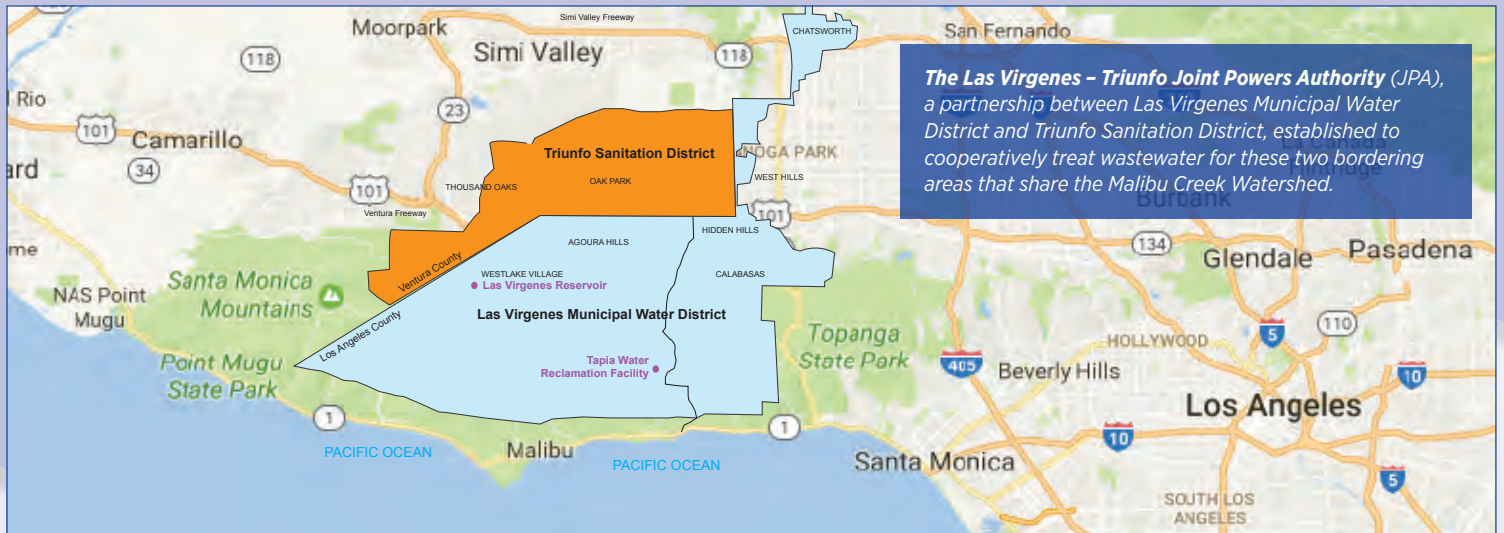 Simi Valley Freeway
Moorpark
CHATSWORTH
San Fernando
Simi Valley
118
118
The Las Virgenes – Triunfo Joint Powers Authority (JPA),
a partnership between Las Virgenes Municipal Water
District and Triunfo Sanitation District, established to
cooperatively treat wastewater for these two bordering
areas that share the Malibu Creek Watershed.
Rio
101
23
Camarillo
34
ard
Triunfo Sanitation District
NOGA PARK
OAK PARK
THOUSAND OAKS
WEST HILLS
101
Ventura Freeway
101
Burbank
HIDDEN HILLS
AGOURA HILLS
134
Glendale
Pasadena
me
Ventura County
WESTLAKE VILLAGE
CALABASAS
Las Virgenes Reservoir
Santa Monica
Mountains
NAS Point
Mugu
Los Angeles County
Las Virgenes Municipal Water District
Topanga
State Park
HOLLYWOOD
5
110
Point Mugu
State Park
Tapia Water
Reclamation Facility
405
Beverly Hills
10
Los Angeles
1
1
10
Malibu
PACIFIC OCEAN
PACIFIC OCEAN
Santa Monica
5
SOUTH LOS
ANGELES